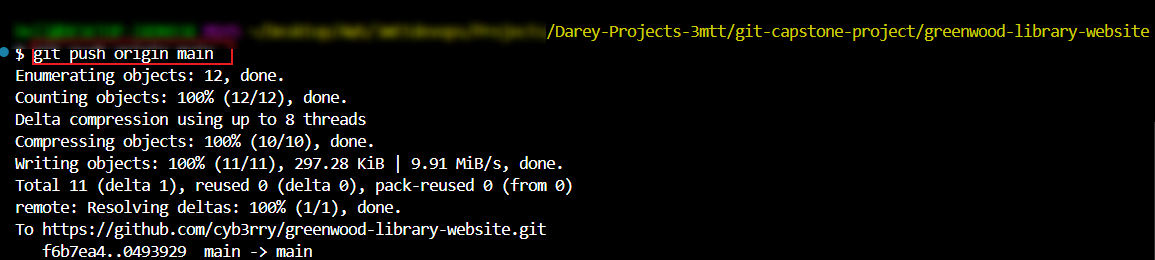 /Darey-Projects-3mtt/git-capstone-project/greenwood-library-website
$ git push origin main
Enumerating objects: 12, done.
Counting objects: 100% (12/12), done.
Delta compression using up to 8 threads
Compressing objects: 100% (10/10), done.
Writing objects: 100% (11/11), 297.28 KiB | 9.91 MiB/s, done.
Total 11 (delta 1), reused 0 (delta 0), pack-reused 0 (from 0)
remote: Resolving deltas: 100% (1/1), done.
To https://github.com/cyb3rry/greenwood-library-website.git
   f6b7ea4..0493929  main -> main